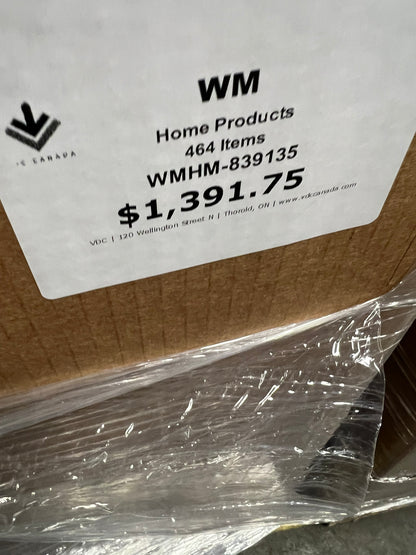 WM
CANADA
Home Products
464 Items
WMHM-839135
$1,391.75
VDC | 120 Wellington Street N | Thorold, ON | www.vdccanada.com